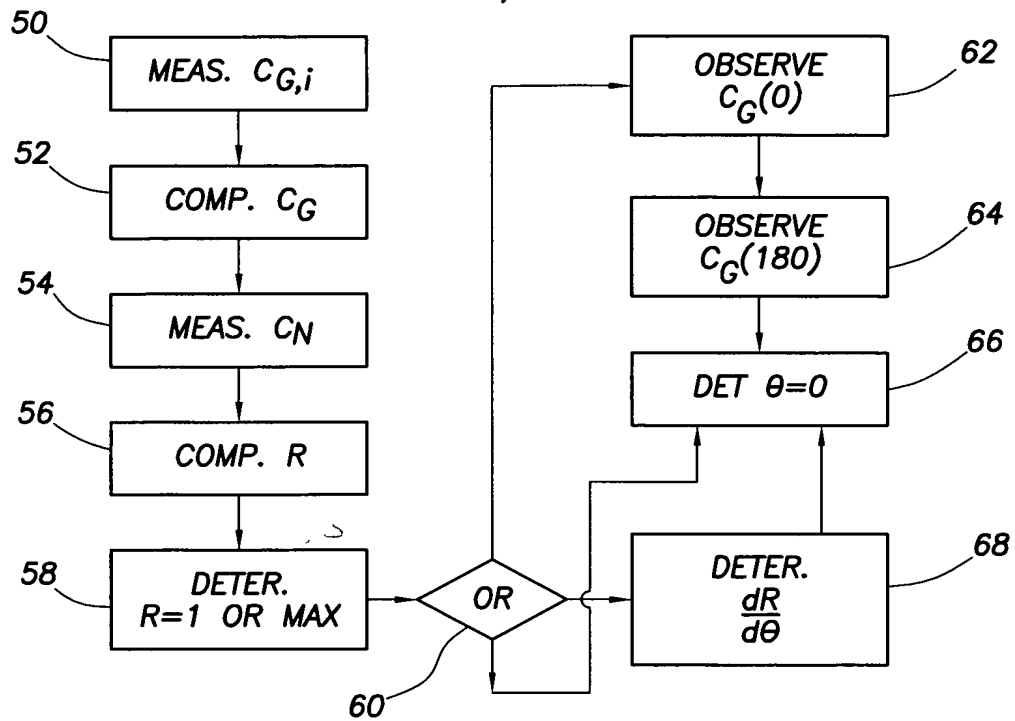 50
MEAS. C_G,i
52
COMP. C_G
54
MEAS. C_N
56
COMP. R
58
DETER.
R=1 OR MAX
60
OR
62
OBSERVE
C_G(0)
64
OBSERVE
C_G(180)
66
DET θ=0
68
DETER.
dR
dθ